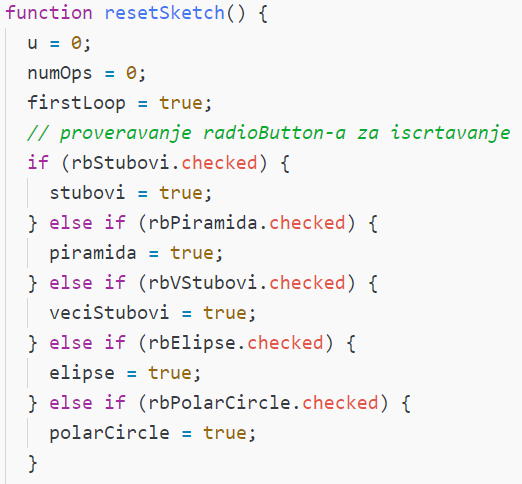 function resetSketch() {
u = 0;
numOps = 0;
firstLoop = true;
// proveravanje radioButton-a za iscrtavanje
if (rbStubovi.checked) {
stubovi = true;
} else if (rbPiramida.checked) {
piramida = true;
} else if (rbVStubovi.checked) {
veciStubovi = true;
} else if (rbElipse.checked) {
elipse = true;
} else if (rbPolarCircle.checked) {
polarCircle = true;
}